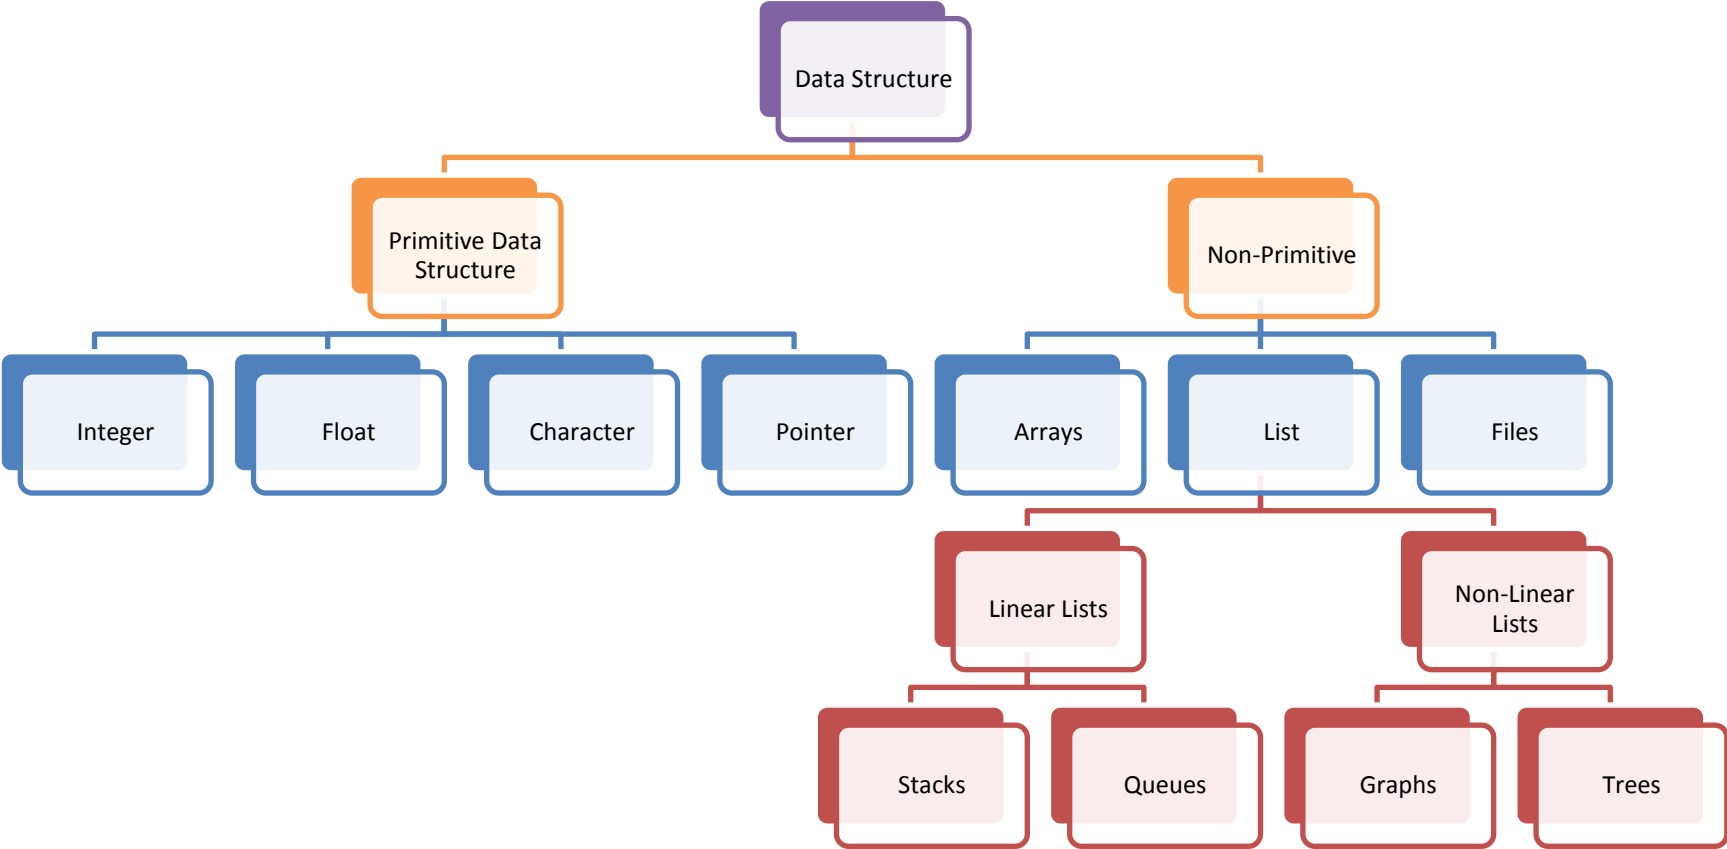 Data Structure
Primitive Data
Structure
Non-Primitive
Integer
Float
Character
Pointer
Arrays
List
Files
Linear Lists
Non-Linear
Lists
Stacks
Queues
Graphs
Trees